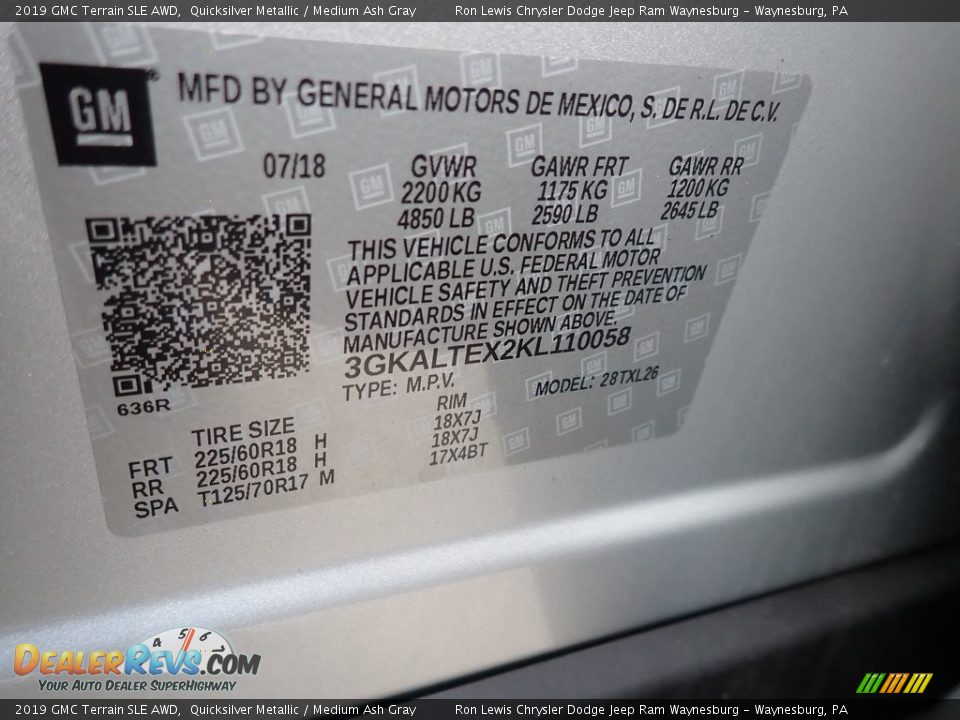 2019 GMC Terrain SLE AWD, Quicksilver Metallic / Medium Ash Gray Ron Lewis Chrysler Dodge Jeep Ram Waynesburg - Waynesburg, PA
GM® MFD BY GENERAL MOTORS DE MEXICO, S. DE R.L. DE C.V.
07/18 GVWR GAWR FRT GAWR RR
2200 KG 1175 KG 1200 KG
4850 LB 2590 LB 2645 LB
THIS VEHICLE CONFORMS TO ALL
APPLICABLE U.S. FEDERAL MOTOR
VEHICLE SAFETY AND THEFT PREVENTION
STANDARDS IN EFFECT ON THE DATE OF
MANUFACTURE SHOWN ABOVE.
3GKALTEX2KL110058
TYPE: M.P.V. MODEL: 28TXL26
636R
TIRE SIZE RIM
FRT 225/60R18 H 18X7J
RR 225/60R18 H 18X7J
SPA T125/70R17 M 17X4BT
4 5 6
DEALERREVS.COM
YOUR AUTO DEALER SUPERHIGHWAY
2019 GMC Terrain SLE AWD, Quicksilver Metallic / Medium Ash Gray Ron Lewis Chrysler Dodge Jeep Ram Waynesburg - Waynesburg, PA